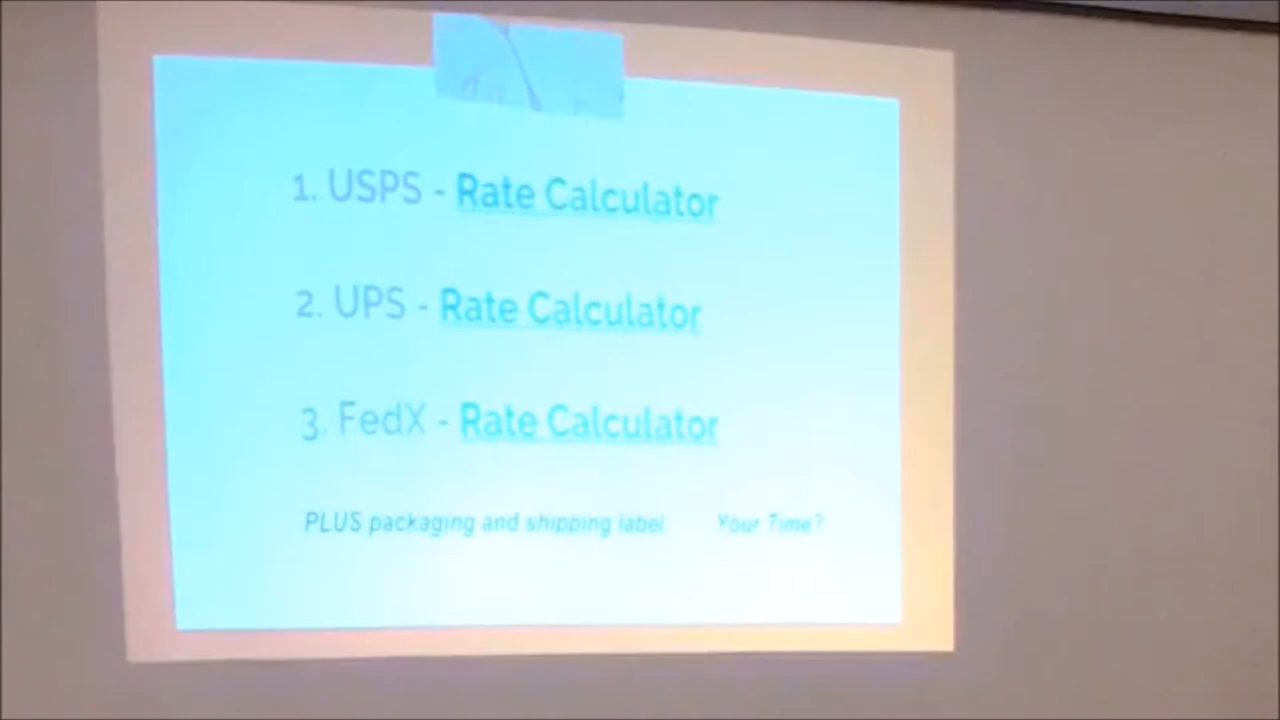 1. USPS - Rate Calculator
2. UPS - Rate Calculator
3. FedX - Rate Calculator
PLUS packaging and shipping label Your Time?